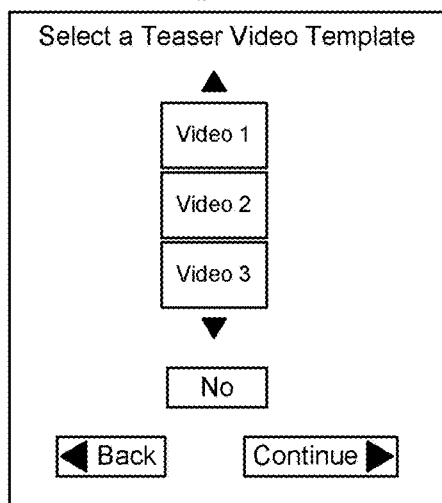 Select a Teaser Video Template
Video 1
Video 2
Video 3
No
Back
Continue